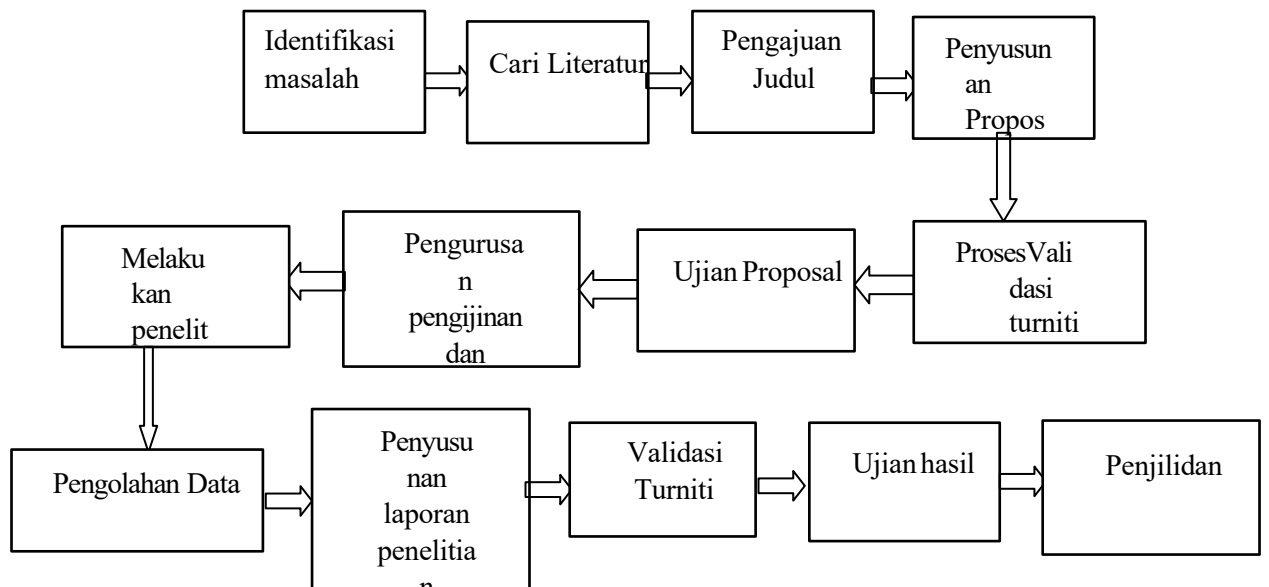 Identifikasi
masalah
Cari Literatur
Pengajuan
Judul
Penyusun
an
Propos
ProsesVali
dasi
turniti
Ujian Proposal
Pengurusa
n
pengijinan
dan
Melaku
kan
penelit
Pengolahan Data
Penyusu
nan
laporan
penelitia
n
Validasi
Turniti
Ujian hasil
Penjilidan